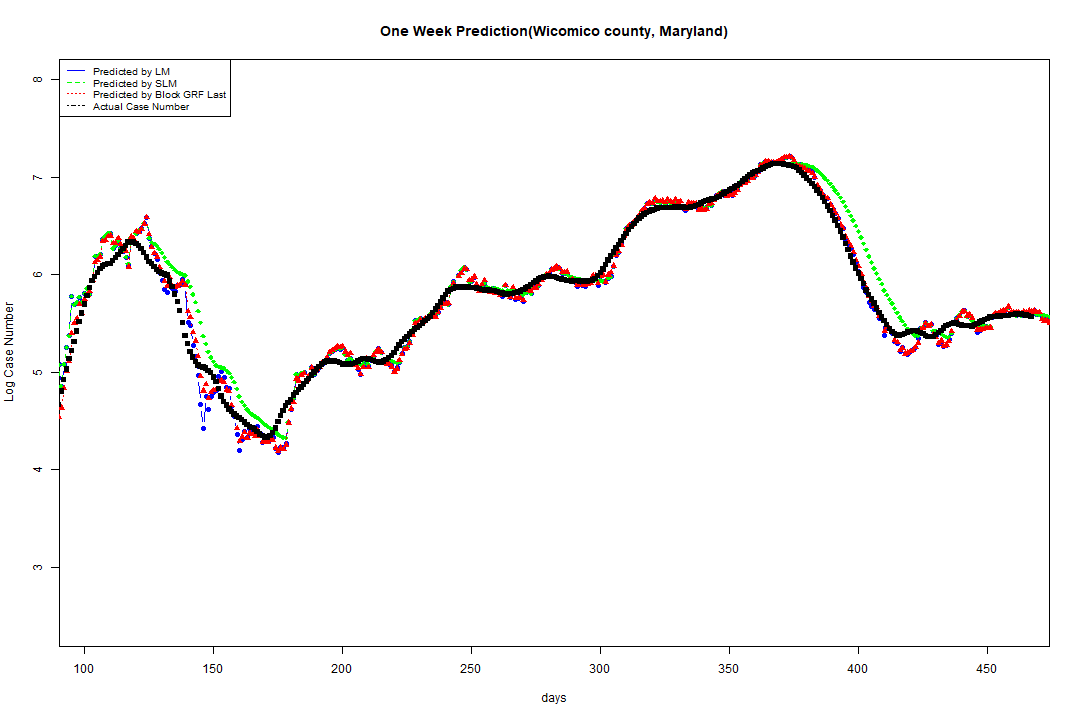 One Week Prediction(Wicomico county, Maryland)
Predicted by LM
Predicted by SLM
Predicted by Block GRF Last
Actual Case Number
8
7
6
5
4
3
Log Case Number
100 150 200 250 300 350 400 450
days